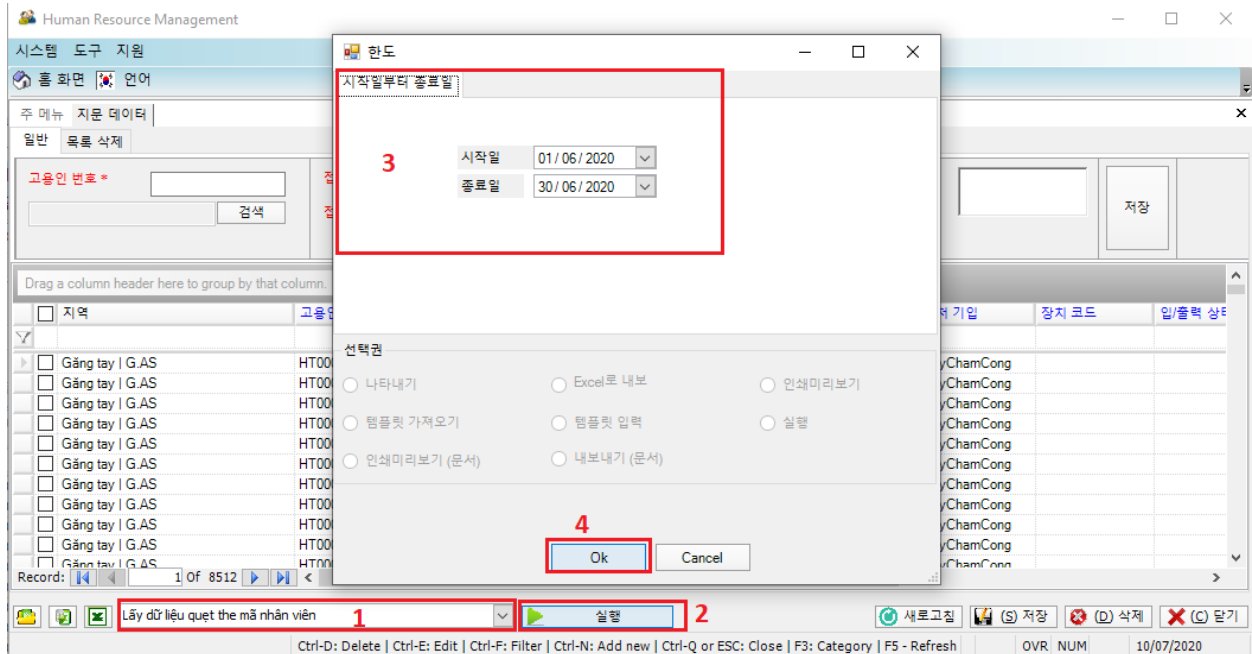 Human Resource Management
시스템 도구 지원
홈 화면 언어
주 메뉴 지문 데이터
일반 목록 삭제
고용인 번호 *
검색
저장
한도
시작일부터 종료일
3
시작일 01/06/2020
종료일 30/06/2020
선택권
나타내기 Excel로 내보 인쇄미리보기
템플릿 가져오기 템플릿 입력 실행
인쇄미리보기 (문서) 내보내기 (문서)
4
Ok Cancel
Drag a column header here to group by that column.
지역 장치 코드 입/출력
Găng tay | G.AS HT00
Găng tay | G.AS HT00
Găng tay | G.AS HT00
Găng tay | G.AS HT00
Găng tay | G.AS HT00
Găng tay | G.AS HT00
Găng tay | G.AS HT00
Găng tay | G.AS HT00
Găng tay | G.AS HT00
Găng tay | G.AS HT00
Găng tay | G.AS
Record: 1 Of 8512
Lấy dữ liệu quẹt the mã nhân viên 1 실행 2 새로고침 (S) 저장 (D) 삭제 (C) 닫기
Ctrl-D: Delete | Ctrl-E: Edit | Ctrl-F: Filter | Ctrl-N: Add new | Ctrl-Q or ESC: Close | F3: Category | F5 - Refresh OVR NUM 10/07/2020